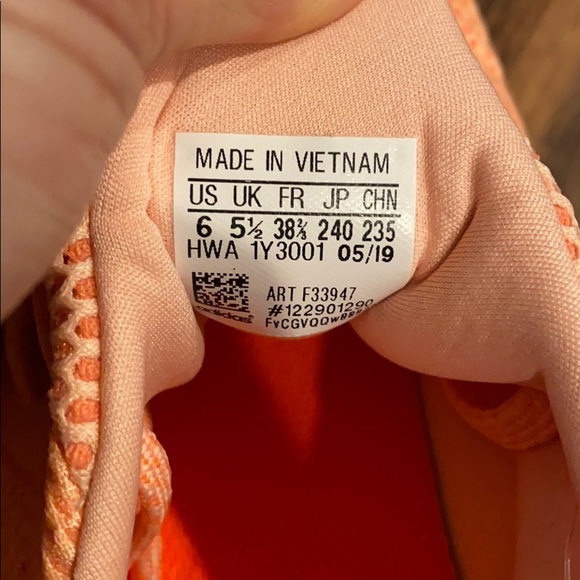 MADE IN VIETNAM
US UK FR JP CHN
6 5½ 38⅔ 240 235
HWA 1Y3001 05/19
ART F33947
adidas #122901290